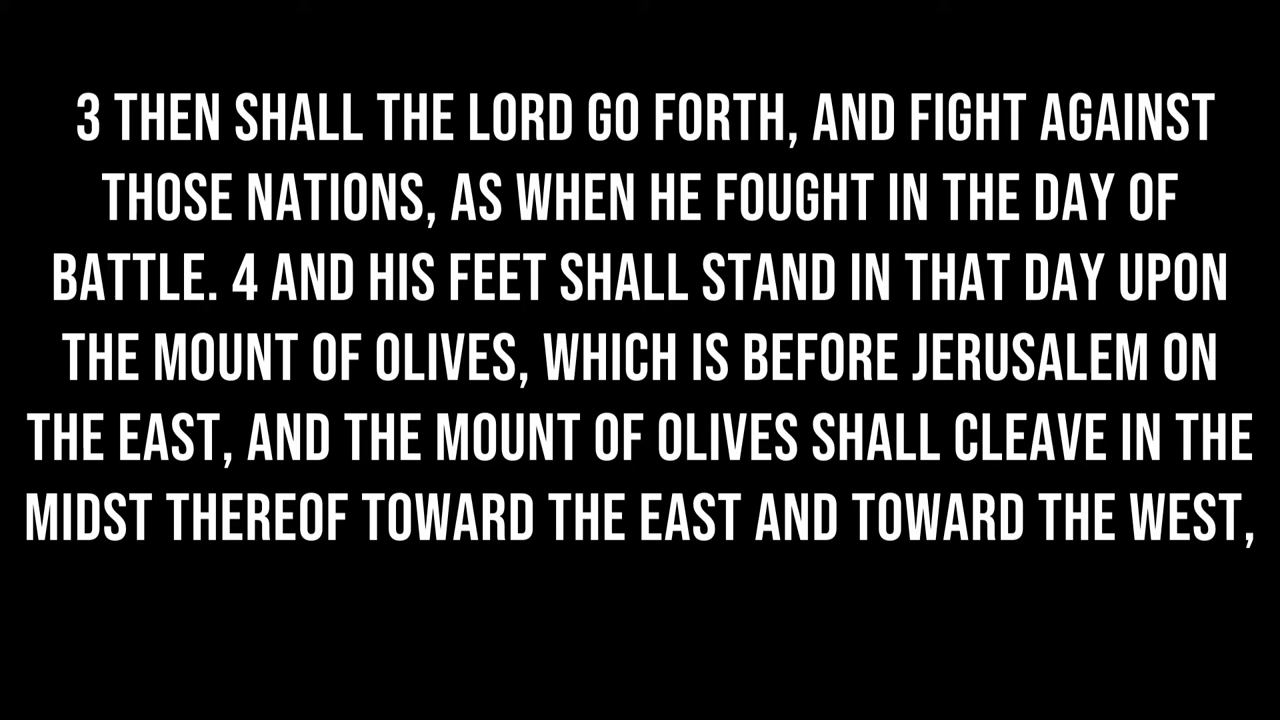 3 THEN SHALL THE LORD GO FORTH, AND FIGHT AGAINST
THOSE NATIONS, AS WHEN HE FOUGHT IN THE DAY OF
BATTLE. 4 AND HIS FEET SHALL STAND IN THAT DAY UPON
THE MOUNT OF OLIVES, WHICH IS BEFORE JERUSALEM ON
THE EAST, AND THE MOUNT OF OLIVES SHALL CLEAVE IN THE
MIDST THEREOF TOWARD THE EAST AND TOWARD THE WEST,